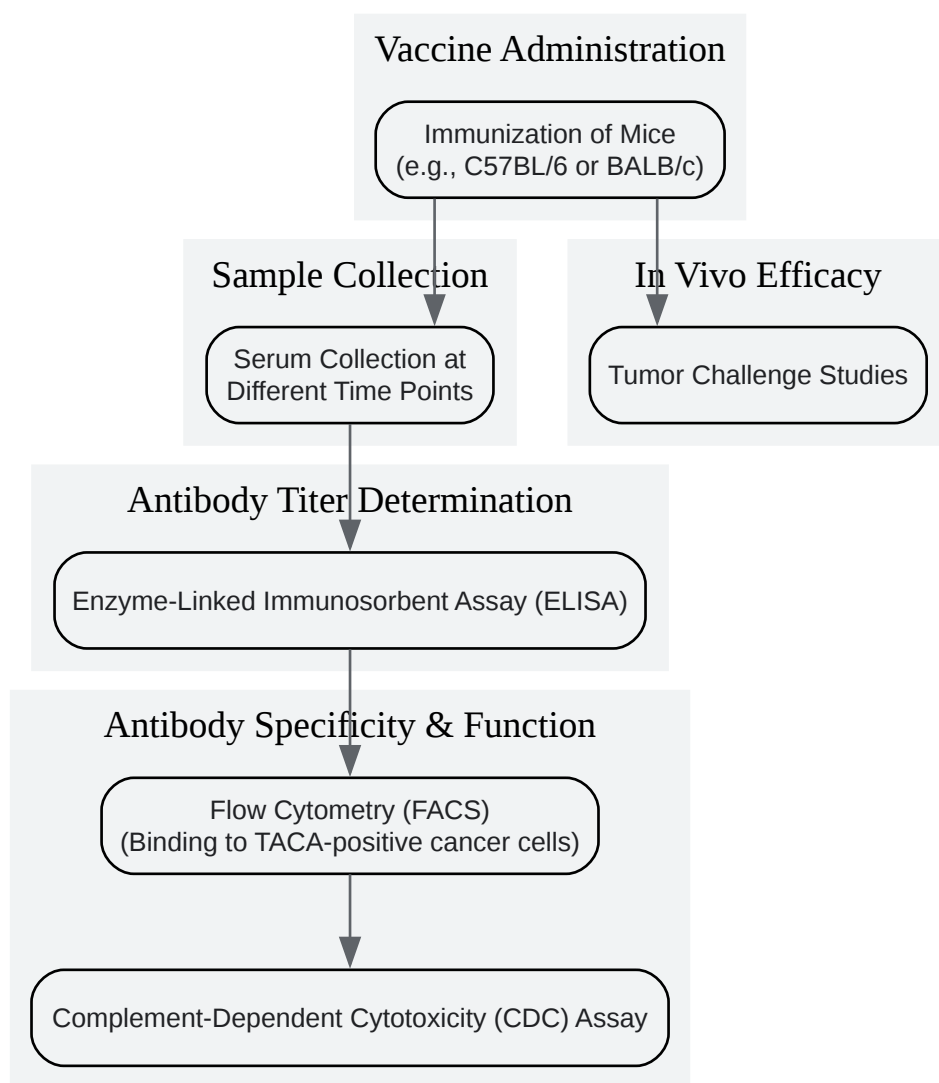 Vaccine Administration
Immunization of Mice
(e.g., C57BL/6 or BALB/c)
Sample Collection
In Vivo Efficacy
Serum Collection at
Different Time Points
Tumor Challenge Studies
Antibody Titer Determination
Enzyme-Linked Immunosorbent Assay (ELISA)
Antibody Specificity & Function
Flow Cytometry (FACS)
(Binding to TACA-positive cancer cells)
Complement-Dependent Cytotoxicity (CDC) Assay